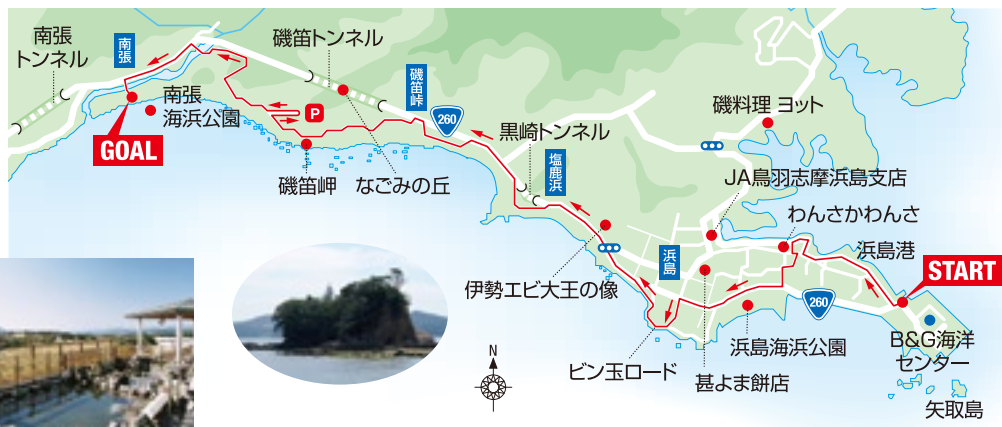 南張
トンネル
南張
磯笛トンネル
磯笛峠
260
南張
海浜公園
GOAL
P
磯笛岬
なごみの丘
黒崎トンネル
塩鹿浜
磯料理 ヨット
JA鳥羽志摩浜島支店
わんさかわんさ
浜島港
START
浜島
伊勢エビ大王の像
260
浜島海浜公園
B&G海洋
センター
ビン玉ロード
甚よま餅店
矢取島
N